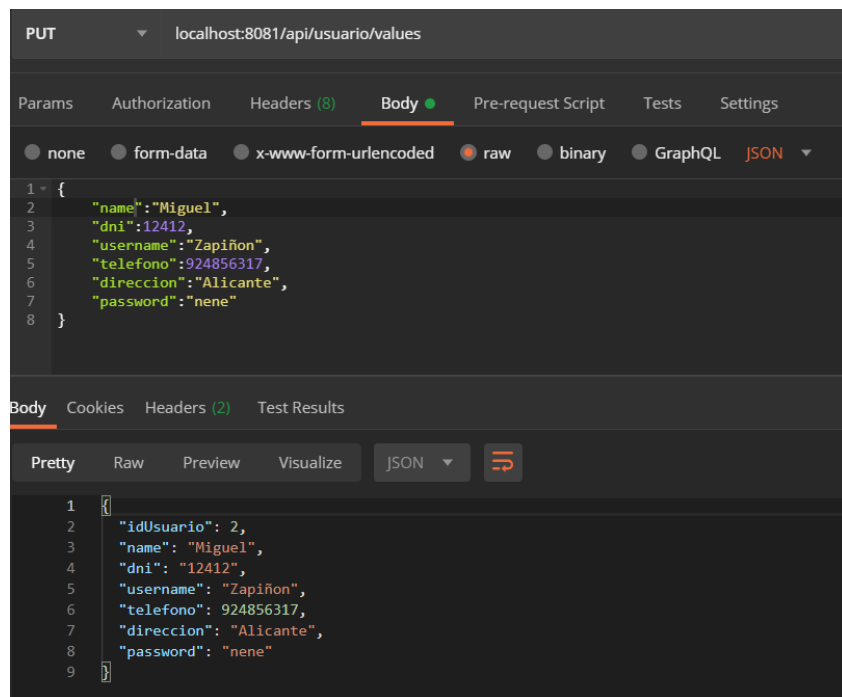 PUT localhost:8081/api/usuario/values
Params Authorization Headers (8) Body Pre-request Script Tests Settings
none form-data x-www-form-urlencoded raw binary GraphQL JSON
1 {
2 "name":"Miguel",
3 "dni":12412,
4 "username":"Zapiñon",
5 "telefono":924856317,
6 "direccion":"Alicante",
7 "password":"nene"
8 }
Body Cookies Headers (2) Test Results
Pretty Raw Preview Visualize JSON
1 {
2 "idUsuario": 2,
3 "name": "Miguel",
4 "dni": "12412",
5 "username": "Zapiñon",
6 "telefono": 924856317,
7 "direccion": "Alicante",
8 "password": "nene"
9 }